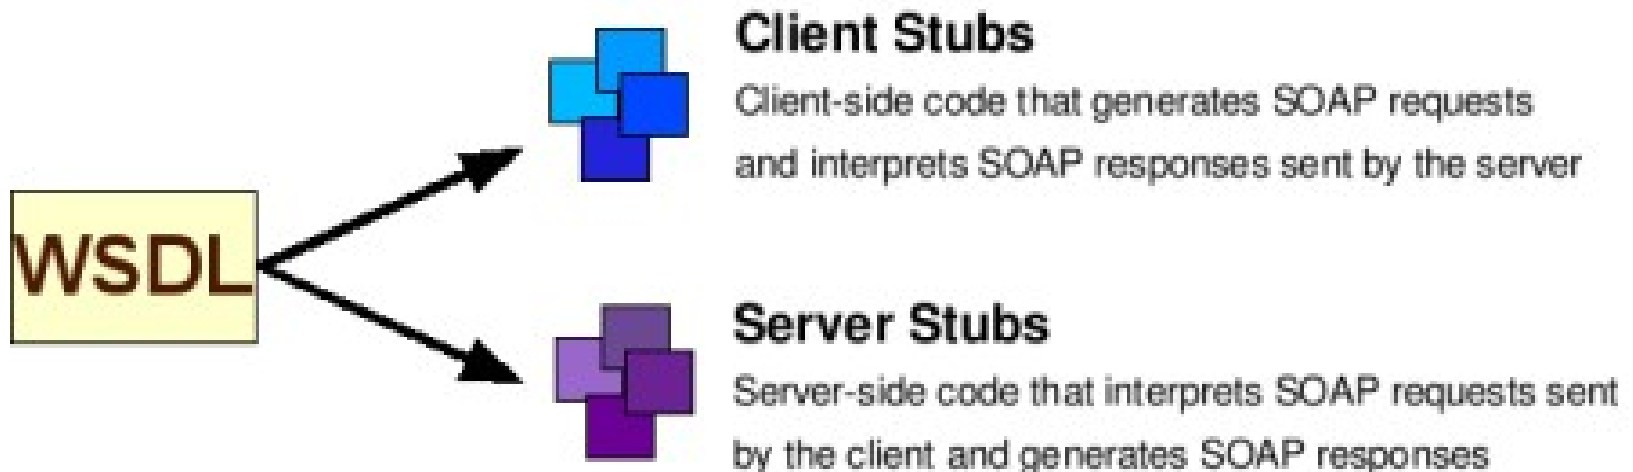 Client Stubs
Client-side code that generates SOAP requests
and interprets SOAP responses sent by the server
WSDL
Server Stubs
Server-side code that interprets SOAP requests sent
by the client and generates SOAP responses